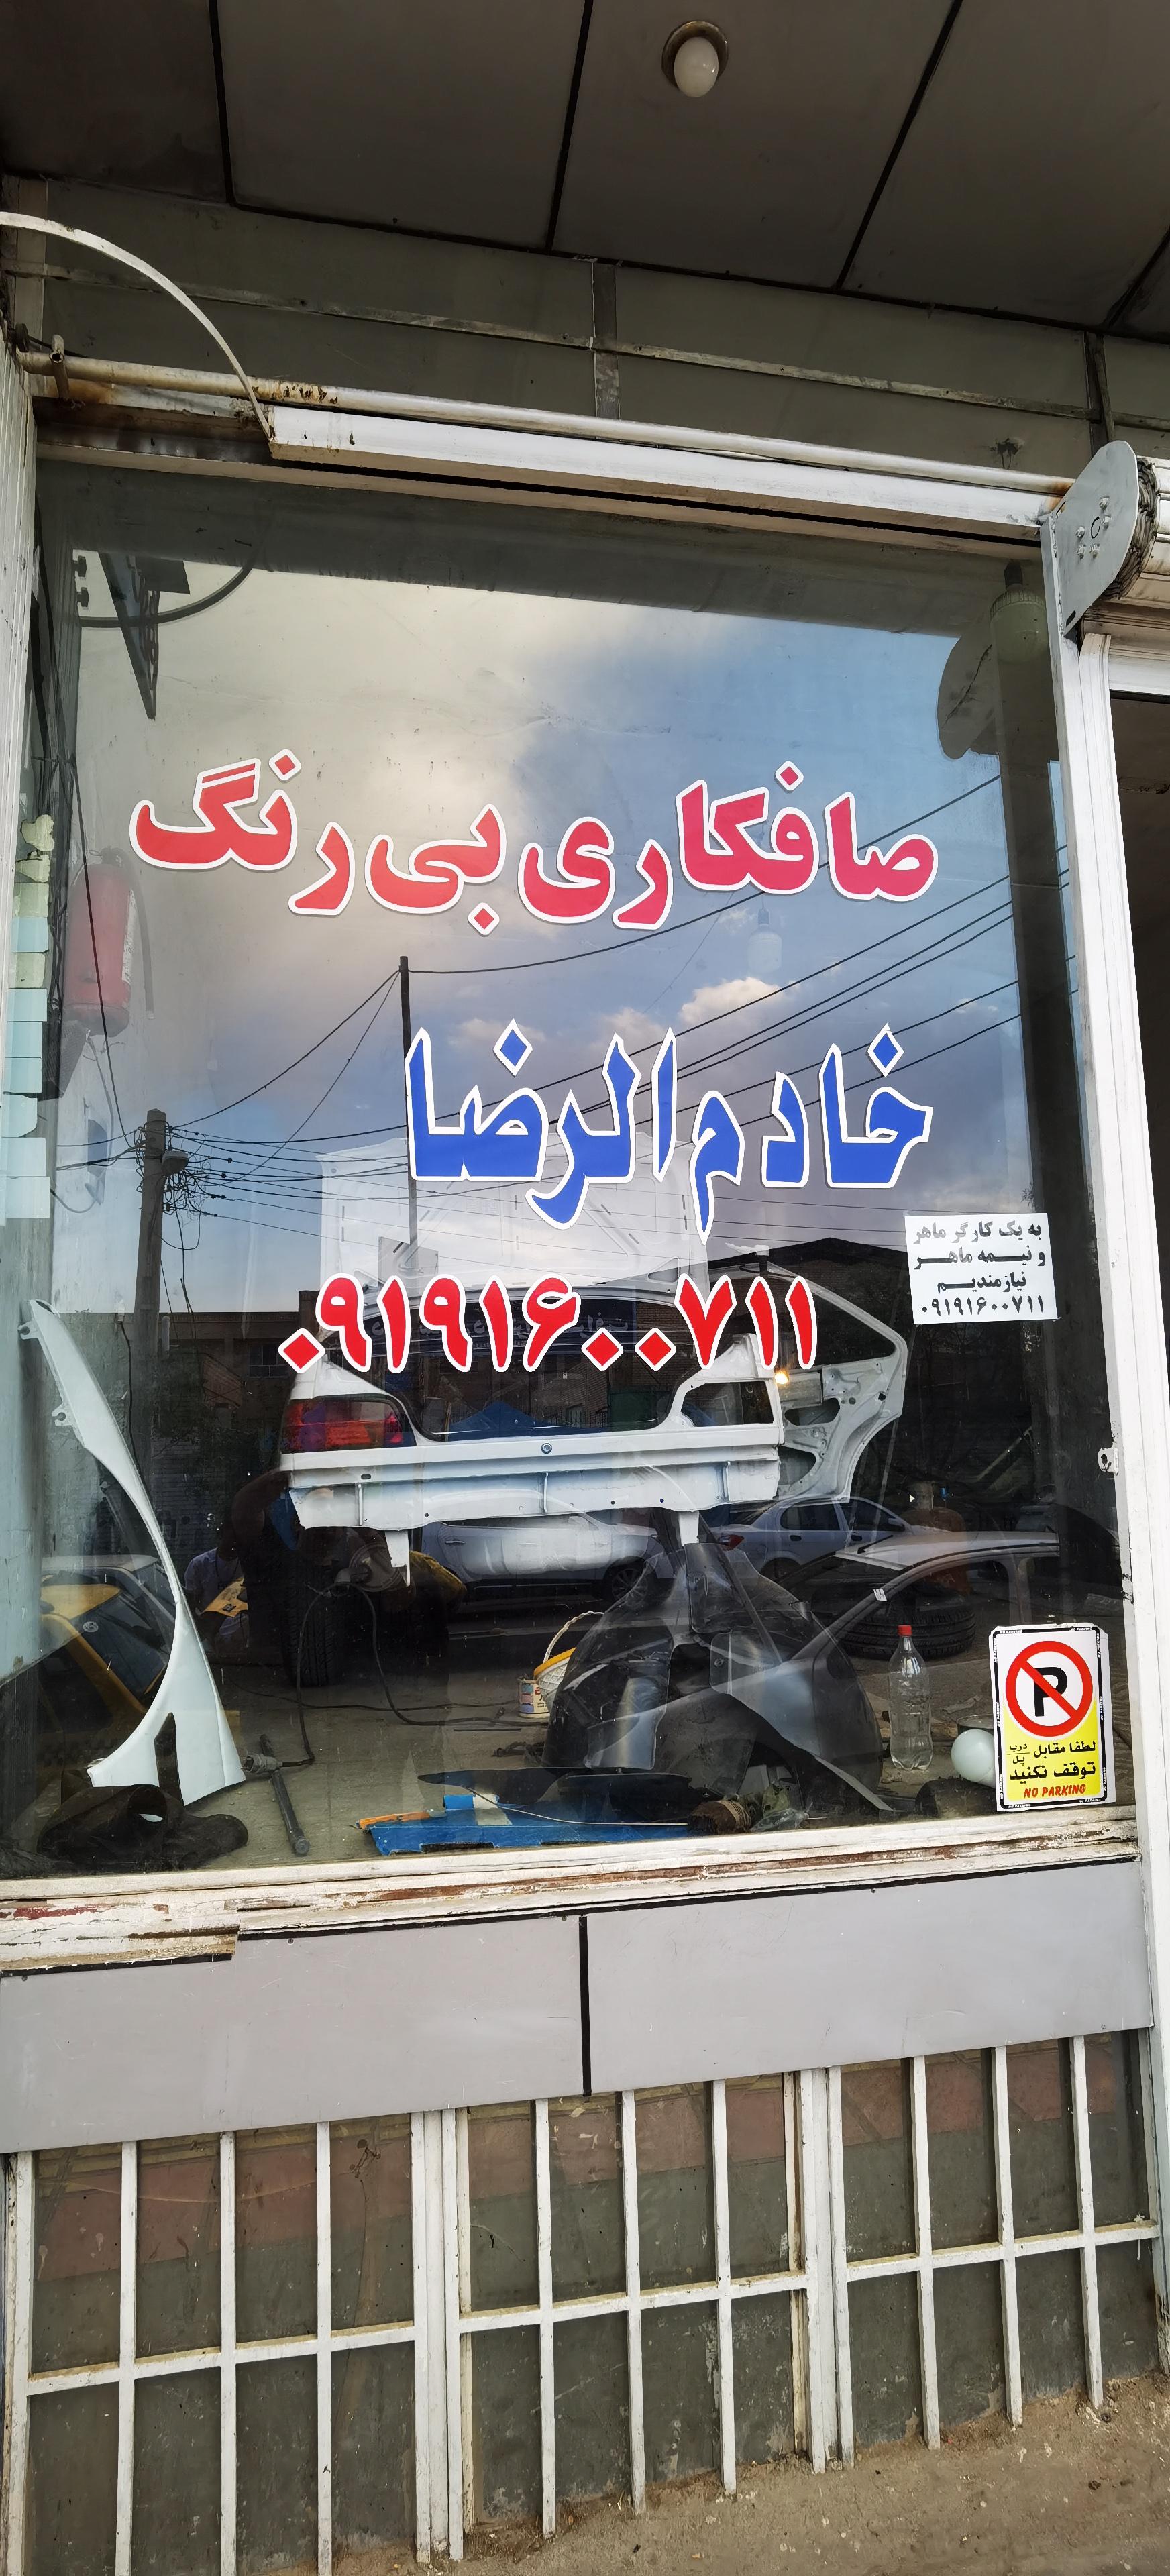 صافکاری بی رنگ
خادم الرضا
۰۹۱۹۱۶۰۰۷۱۱
به یک کارگر ماهر
و نیمه ماهر
نیازمندیم
۰۹۱۹۱۶۰۰۷۱۱
P
لطفا مقابل درب
پل
توقف نکنید
NO PARKING